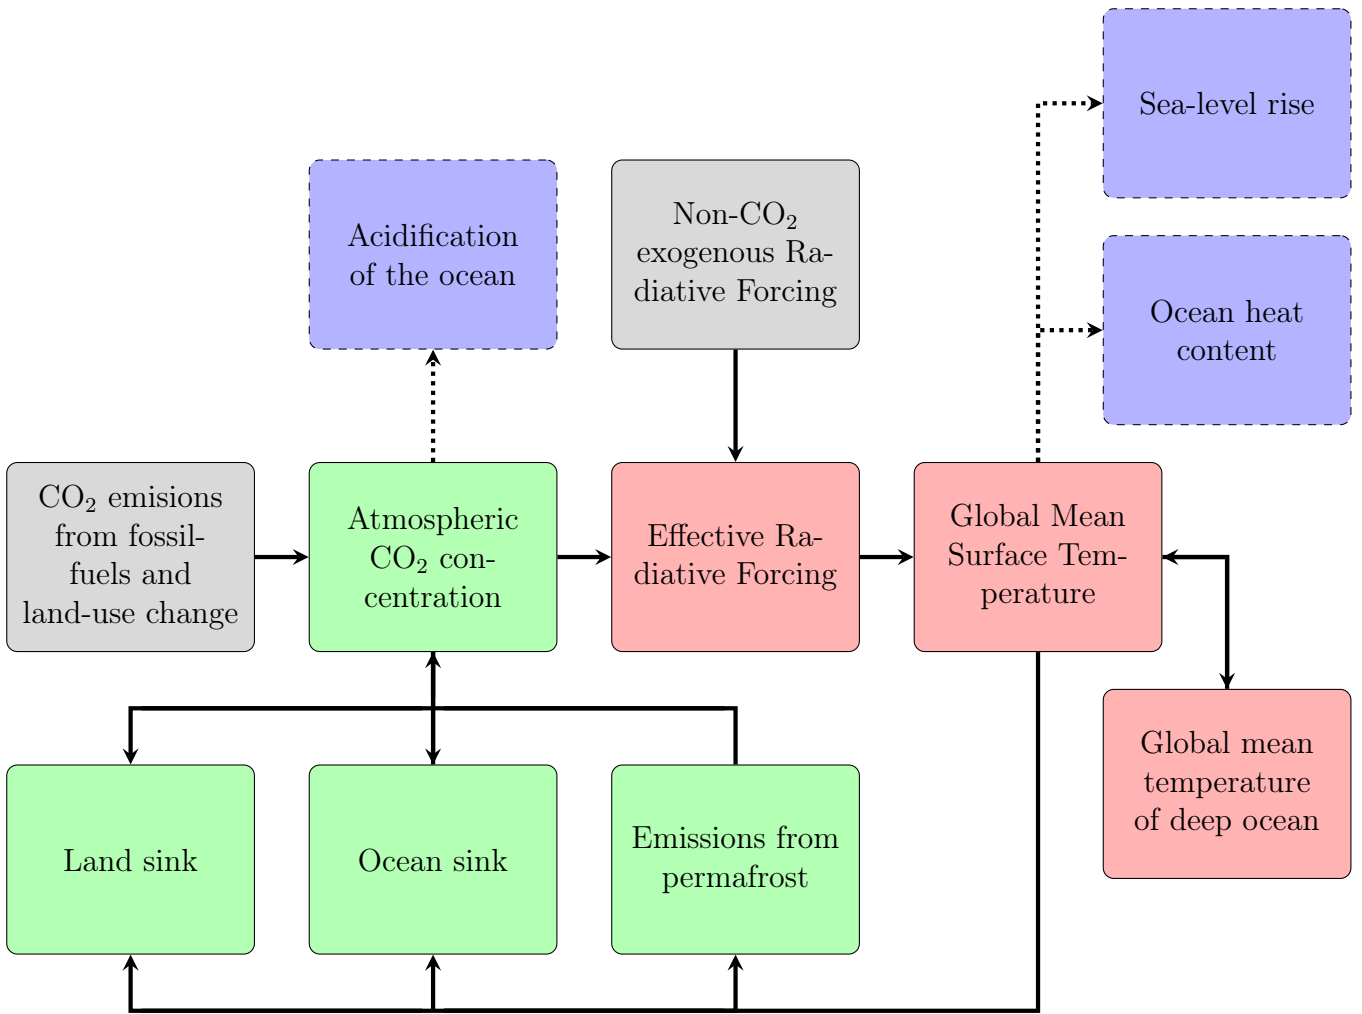 Sea-level rise
Acidification
of the ocean
Non-CO₂
exogenous Ra-
diative Forcing
Ocean heat
content
CO₂ emisions
from fossil-
fuels and
land-use change
Atmospheric
CO₂ con-
centration
Effective Ra-
diative Forcing
Global Mean
Surface Tem-
perature
Global mean
temperature
of deep ocean
Land sink
Ocean sink
Emissions from
permafrost